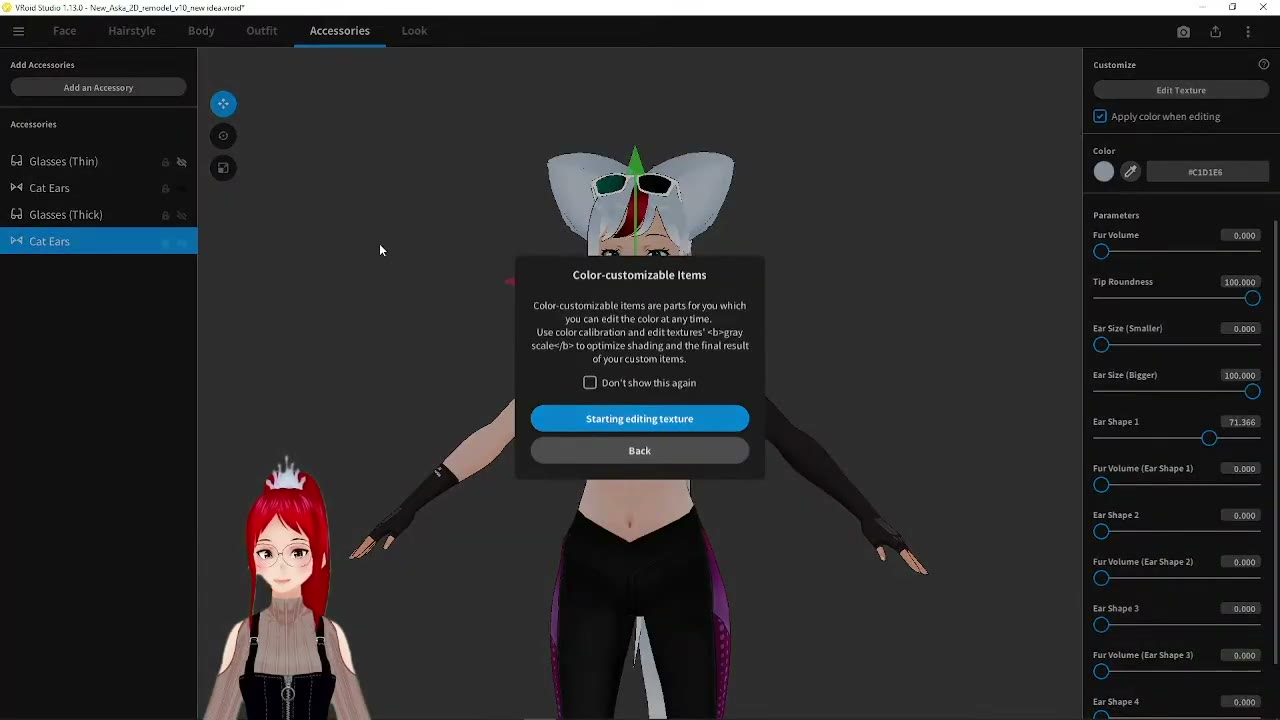 VRoid Studio 1.13.0 - New_Aska_2D_remodel_v10_new idea.vroid*
Face
Hairstyle
Body
Outfit
Accessories
Look
Add Accessories
Add an Accessory
Accessories
Glasses (Thin)
Cat Ears
Glasses (Thick)
Cat Ears
Color-customizable Items
Color-customizable items are parts for you which
you can edit the color at any time.
Use color calibration and edit textures' <b>gray
scale</b> to optimize shading and the final result
of your custom items.
Don't show this again
Starting editing texture
Back
Customize
Edit Texture
Apply color when editing
Color
#C1D1E6
Parameters
Fur Volume 0.000
Tip Roundness 100.000
Ear Size (Smaller) 0.000
Ear Size (Bigger) 100.000
Ear Shape 1 71.366
Fur Volume (Ear Shape 1) 0.000
Ear Shape 2 0.000
Fur Volume (Ear Shape 2) 0.000
Ear Shape 3 0.000
Fur Volume (Ear Shape 3) 0.000
Ear Shape 4 0.000